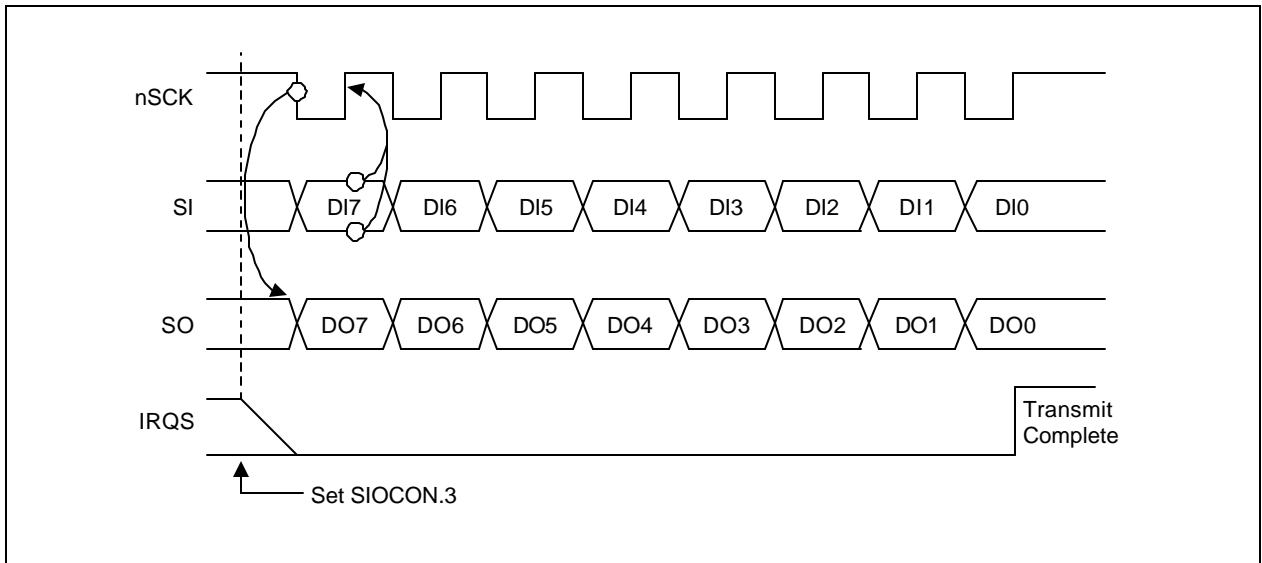 nSCK
SI DI7 DI6 DI5 DI4 DI3 DI2 DI1 DI0
SO DO7 DO6 DO5 DO4 DO3 DO2 DO1 DO0
IRQS
Transmit
Complete
Set SIOCON.3